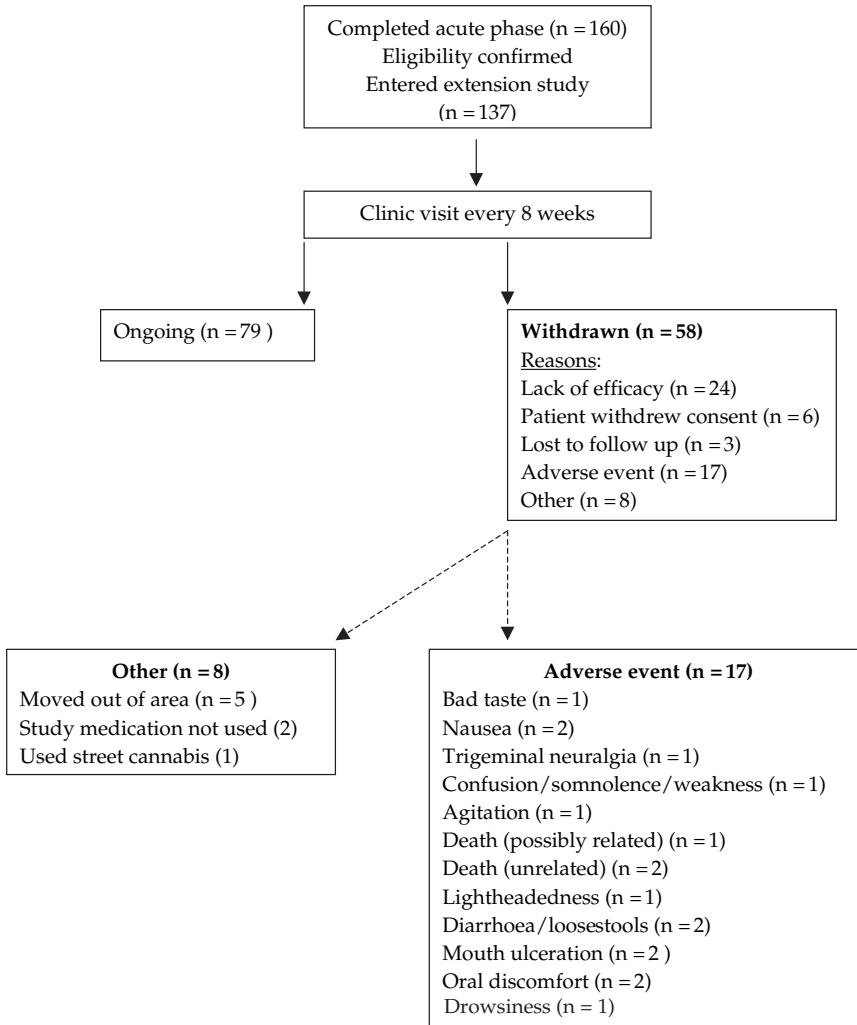 Completed acute phase (n = 160)
Eligibility confirmed
Entered extension study
(n = 137)
Clinic visit every 8 weeks
Ongoing (n = 79 )
Withdrawn (n = 58)
Reasons:
Lack of efficacy (n = 24)
Patient withdrew consent (n = 6)
Lost to follow up (n = 3)
Adverse event (n = 17)
Other (n = 8)
Other (n = 8)
Moved out of area (n = 5 )
Study medication not used (2)
Used street cannabis (1)
Adverse event (n = 17)
Bad taste (n = 1)
Nausea (n = 2)
Trigeminal neuralgia (n = 1)
Confusion/somnolence/weakness (n = 1)
Agitation (n = 1)
Death (possibly related) (n = 1)
Death (unrelated) (n = 2)
Lightheadedness (n = 1)
Diarrhoea/loosestools (n = 2)
Mouth ulceration (n = 2 )
Oral discomfort (n = 2)
Drowsiness (n = 1)